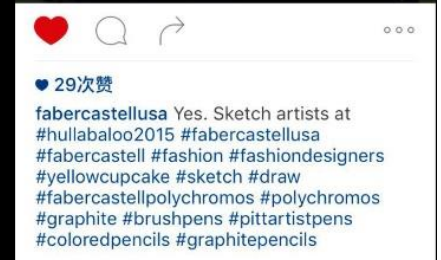 29次赞
fabercastellusa Yes. Sketch artists at
#hullabaloo2015 #fabercastellusa
#fabercastell #fashion #fashiondesigners
#yellowcupcake #sketch #draw
#fabercastellpolychromos #polychromos
#graphite #brushpens #pittartistpens
#coloredpencils #graphitepencils